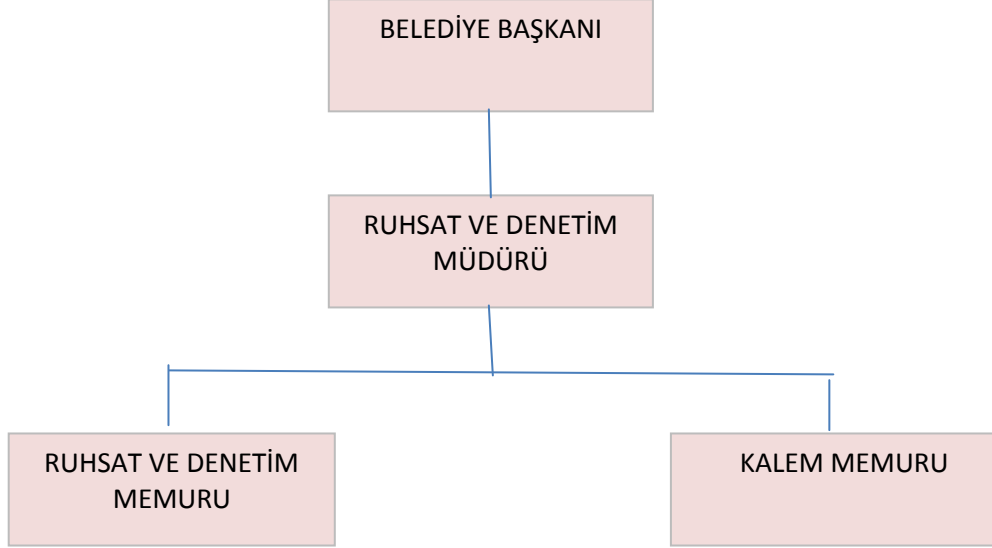 BELEDİYE BAŞKANI
RUHSAT VE DENETİM
MÜDÜRÜ
RUHSAT VE DENETİM
MEMURU
KALEM MEMURU